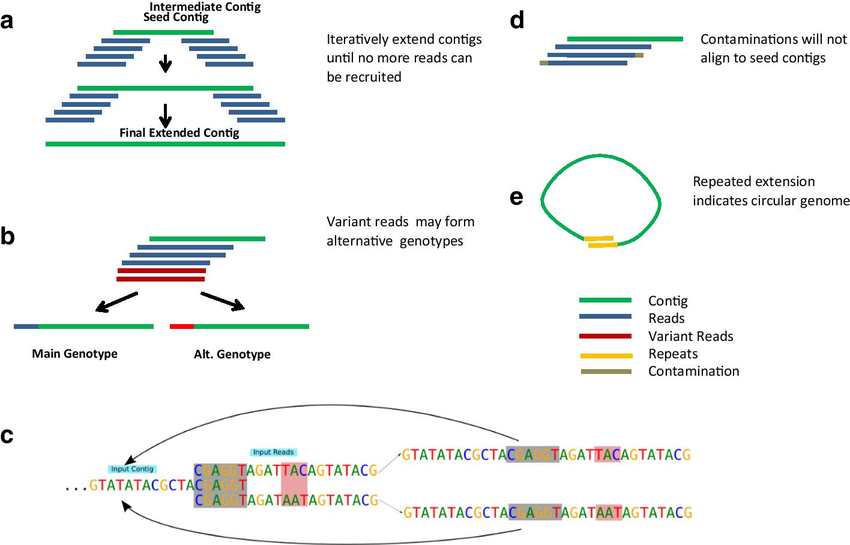 a
Intermediate Contig
Seed Contig
Iteratively extend contigs
until no more reads can
be recruited
Final Extended Contig
d
Contaminations will not
align to seed contigs
e
Repeated extension
indicates circular genome
b
Variant reads may form
alternative genotypes
Main Genotype
Alt. Genotype
Contig
Reads
Variant Reads
Repeats
Contamination
c
Input Contig
Input Reads
CGAGGTAGATTACAGTATACG
...GTATATACGCTACGAGGT
CGAGGTAGATAATAGTATACG
GTATATACGCTACGAGGTAGATTACAGTATACG
GTATATACGCTACGAGGTAGATAATAGTATACG